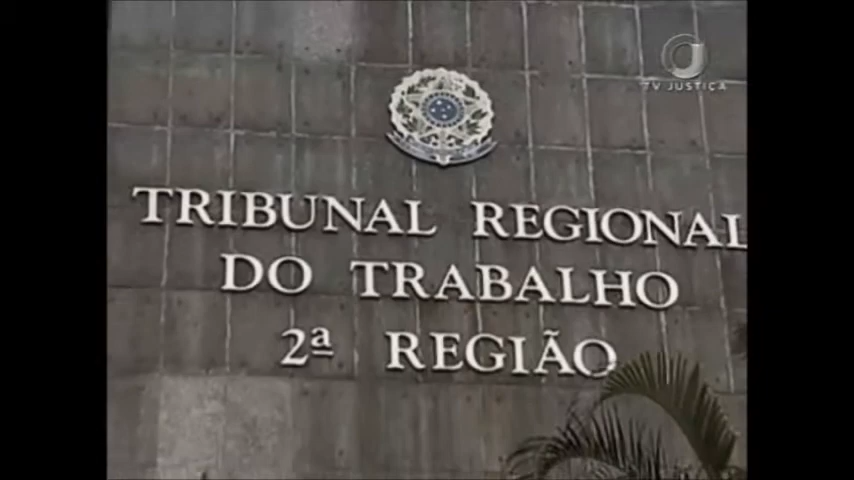 TV JUSTIÇA
TRIBUNAL REGIONAL
DO TRABALHO
2ª REGIÃO